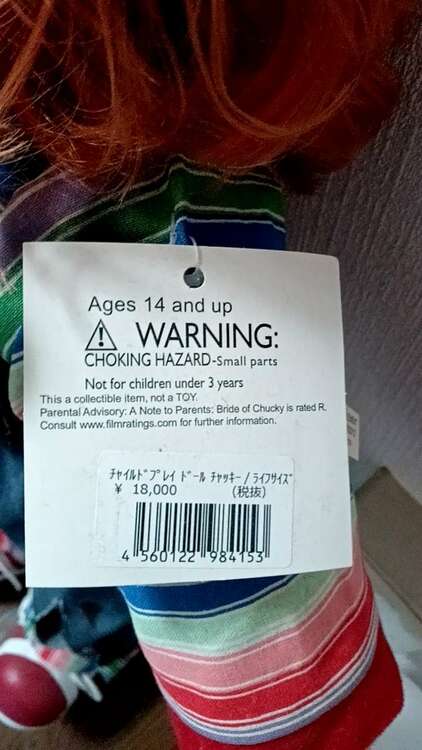 Ages 14 and up
WARNING:
CHOKING HAZARD-Small parts
Not for children under 3 years
This a collectible item, not a TOY.
Parental Advisory: A Note to Parents: Bride of Chucky is rated R.
Consult www.filmratings.com for further information.
ﾁｬｲﾙﾄﾞﾌﾟﾚｲ ﾄﾞｰﾙ ﾁｬｯｷｰ/ﾗｲﾌｻｲｽﾞ
¥ 18,000 (税抜)
4 560122 984153